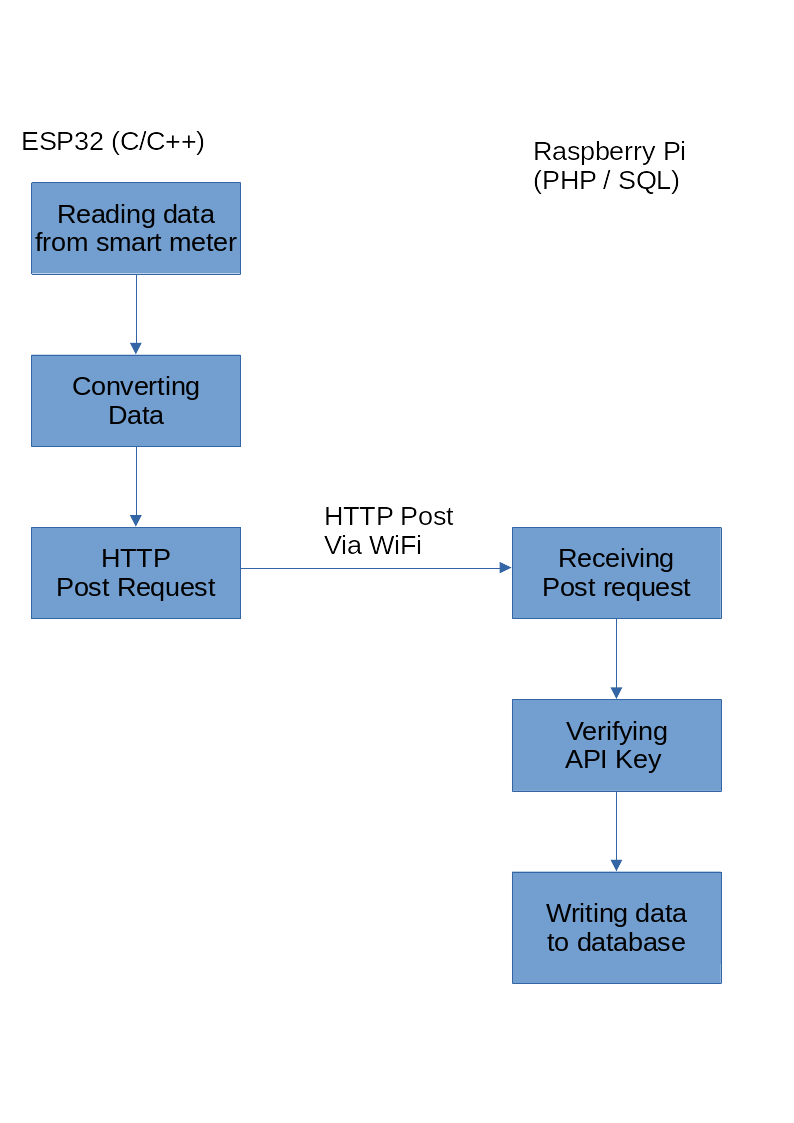 ESP32 (C/C++)
Raspberry Pi
(PHP / SQL)
Reading data
from smart meter
Converting
Data
HTTP
Post Request
HTTP Post
Via WiFi
Receiving
Post request
Verifying
API Key
Writing data
to database